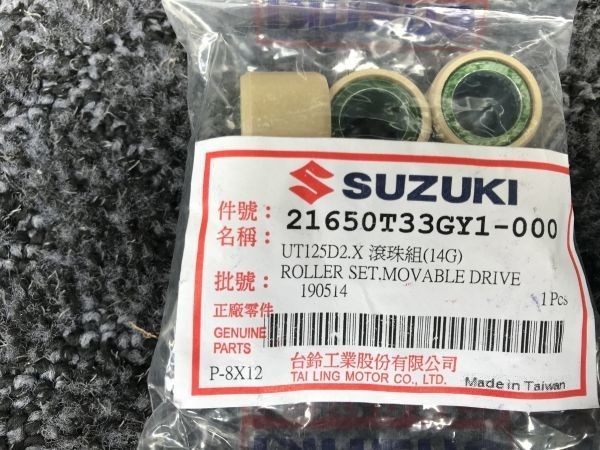 SUZUKI
件號：21650T33GY1-000
名稱：UT125D2.X 滾珠組(14G)
ROLLER SET,MOVABLE DRIVE
批號：190514
1 Pcs
正廠零件
GENUINE
PARTS
P-8X12
台鈴工業股份有限公司
TAI LING MOTOR CO., LTD.
Made in Taiwan